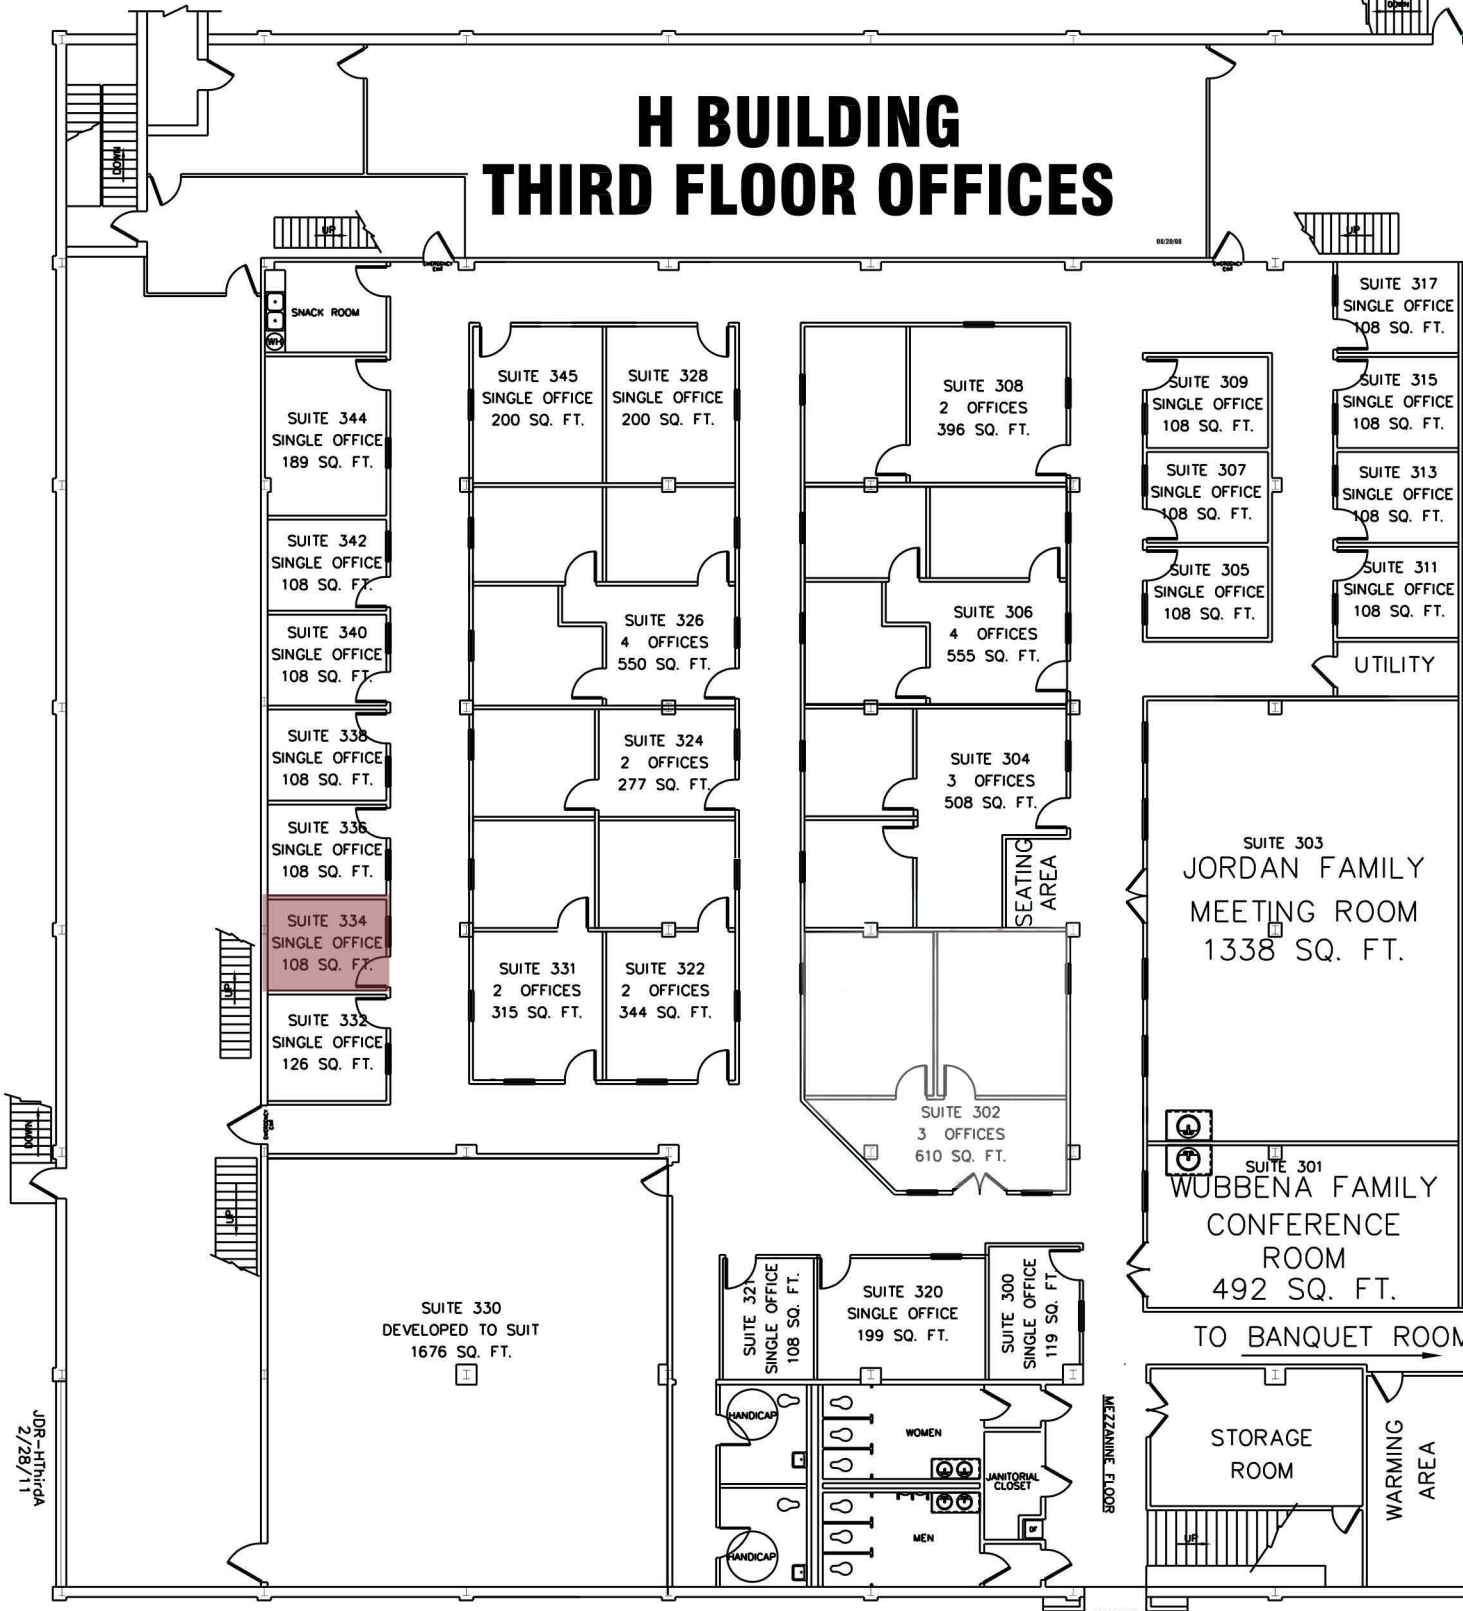 DOWN
H BUILDING
THIRD FLOOR OFFICES
08/20/08
DOWN
UP
UP
EMERGENCY
EXIT
EMERGENCY
EXIT
SNACK ROOM
WH
SUITE 317
SINGLE OFFICE
108 SQ. FT.
SUITE 345
SINGLE OFFICE
200 SQ. FT.
SUITE 328
SINGLE OFFICE
200 SQ. FT.
SUITE 308
2 OFFICES
396 SQ. FT.
SUITE 309
SINGLE OFFICE
108 SQ. FT.
SUITE 315
SINGLE OFFICE
108 SQ. FT.
SUITE 344
SINGLE OFFICE
189 SQ. FT.
SUITE 307
SINGLE OFFICE
108 SQ. FT.
SUITE 313
SINGLE OFFICE
108 SQ. FT.
SUITE 342
SINGLE OFFICE
108 SQ. FT.
SUITE 305
SINGLE OFFICE
108 SQ. FT.
SUITE 311
SINGLE OFFICE
108 SQ. FT.
SUITE 340
SINGLE OFFICE
108 SQ. FT.
SUITE 326
4 OFFICES
550 SQ. FT.
SUITE 306
4 OFFICES
555 SQ. FT.
UTILITY
SUITE 338
SINGLE OFFICE
108 SQ. FT.
SUITE 324
2 OFFICES
277 SQ. FT.
SUITE 304
3 OFFICES
508 SQ. FT.
SUITE 336
SINGLE OFFICE
108 SQ. FT.
SEATING
AREA
SUITE 303
JORDAN FAMILY
MEETING ROOM
1338 SQ. FT.
SUITE 334
SINGLE OFFICE
108 SQ. FT.
UP
SUITE 331
2 OFFICES
315 SQ. FT.
SUITE 322
2 OFFICES
344 SQ. FT.
SUITE 332
SINGLE OFFICE
126 SQ. FT.
EMERGENCY
EXIT
DOWN
UP
SUITE 302
3 OFFICES
610 SQ. FT.
SUITE 301
WUBBENA FAMILY
CONFERENCE
ROOM
492 SQ. FT.
SUITE 330
DEVELOPED TO SUIT
1676 SQ. FT.
SUITE 321
SINGLE OFFICE
108 SQ. FT.
SUITE 320
SINGLE OFFICE
199 SQ. FT.
SUITE 300
SINGLE OFFICE
119 SQ. FT.
TO BANQUET ROOM
HANDICAP
WOMEN
JANITORIAL
CLOSET
MEN
DF
HANDICAP
MEZZANINE FLOOR
STORAGE
ROOM
WARMING
AREA
UP
JDR-HThirdA
2/28/11